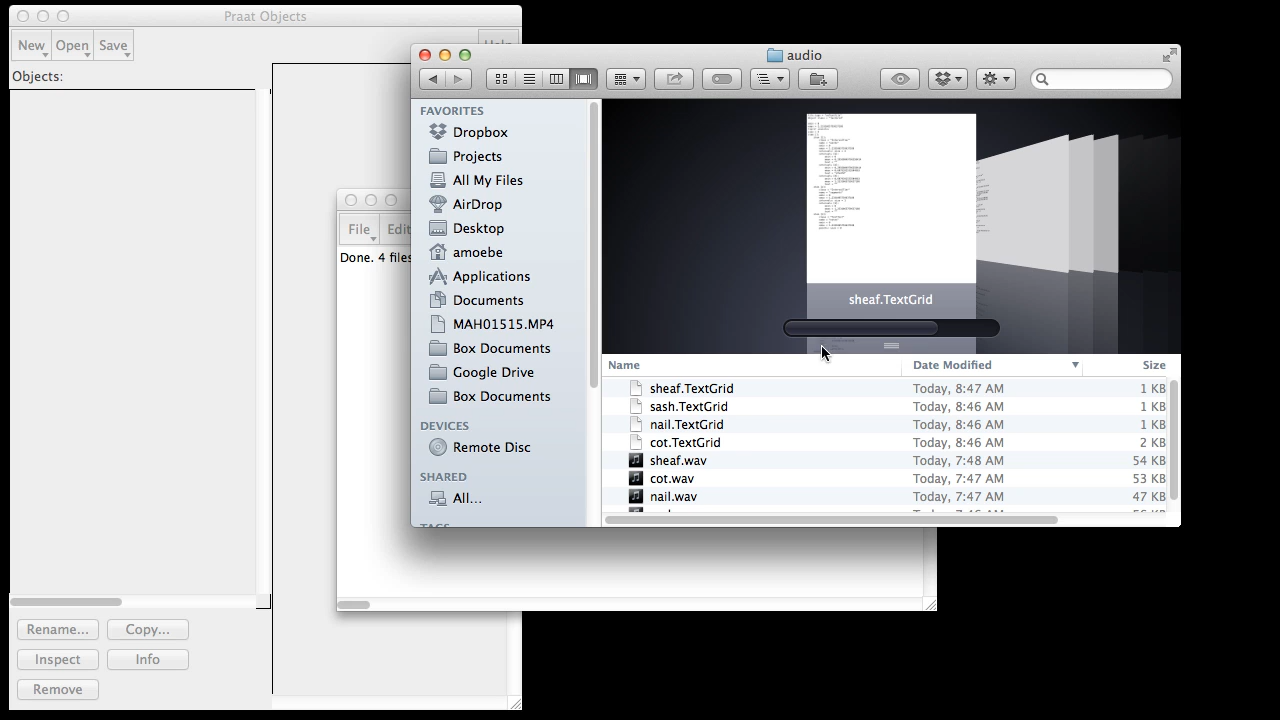 Praat Objects
New
Open
Save
Objects:
Rename...
Copy...
Inspect
Info
Remove
File
Done. 4 files
audio
FAVORITES
Dropbox
Projects
All My Files
AirDrop
Desktop
amoebe
Applications
Documents
MAH01515.MP4
Box Documents
Google Drive
Box Documents
DEVICES
Remote Disc
SHARED
All...
sheaf.TextGrid
Name Date Modified Size
sheaf.TextGrid Today, 8:47 AM 1 KB
sash.TextGrid Today, 8:46 AM 1 KB
nail.TextGrid Today, 8:46 AM 1 KB
cot.TextGrid Today, 8:46 AM 2 KB
sheaf.wav Today, 7:48 AM 54 KB
cot.wav Today, 7:47 AM 53 KB
nail.wav Today, 7:47 AM 47 KB